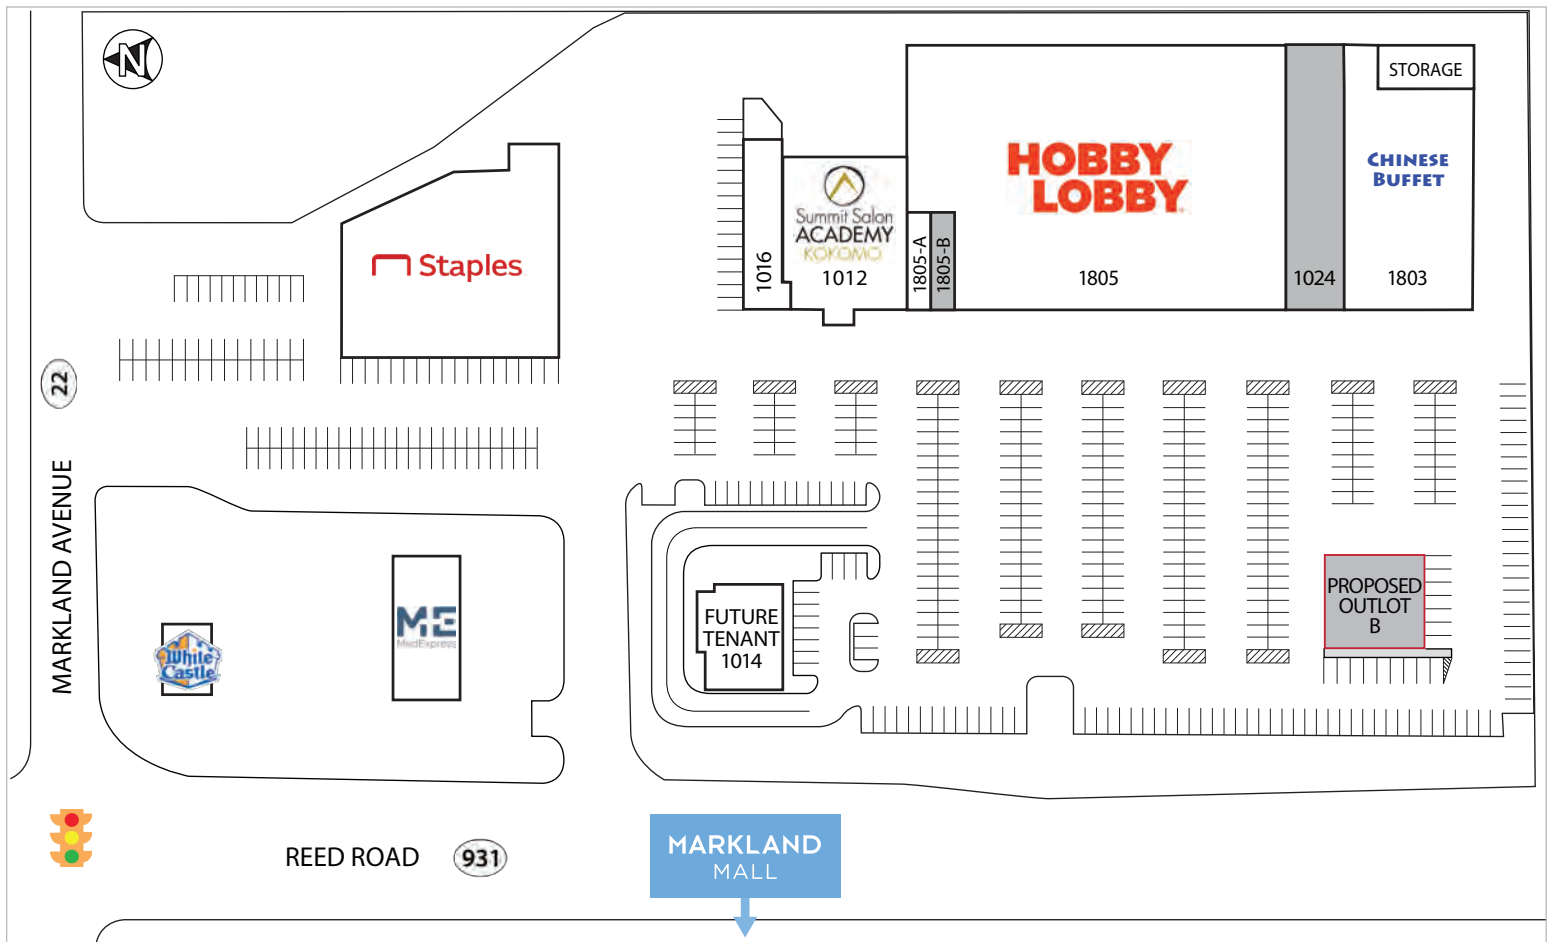 N
STORAGE
HOBBY
LOBBY
CHINESE
BUFFET
Summit Salon
ACADEMY
KOKOMO
Staples
1016
1012
1805-A
1805-B
1805
1024
1803
22
MARKLAND AVENUE
White
Castle
ME
MedExpress
FUTURE
TENANT
1014
PROPOSED
OUTLOT
B
REED ROAD
931
MARKLAND
MALL